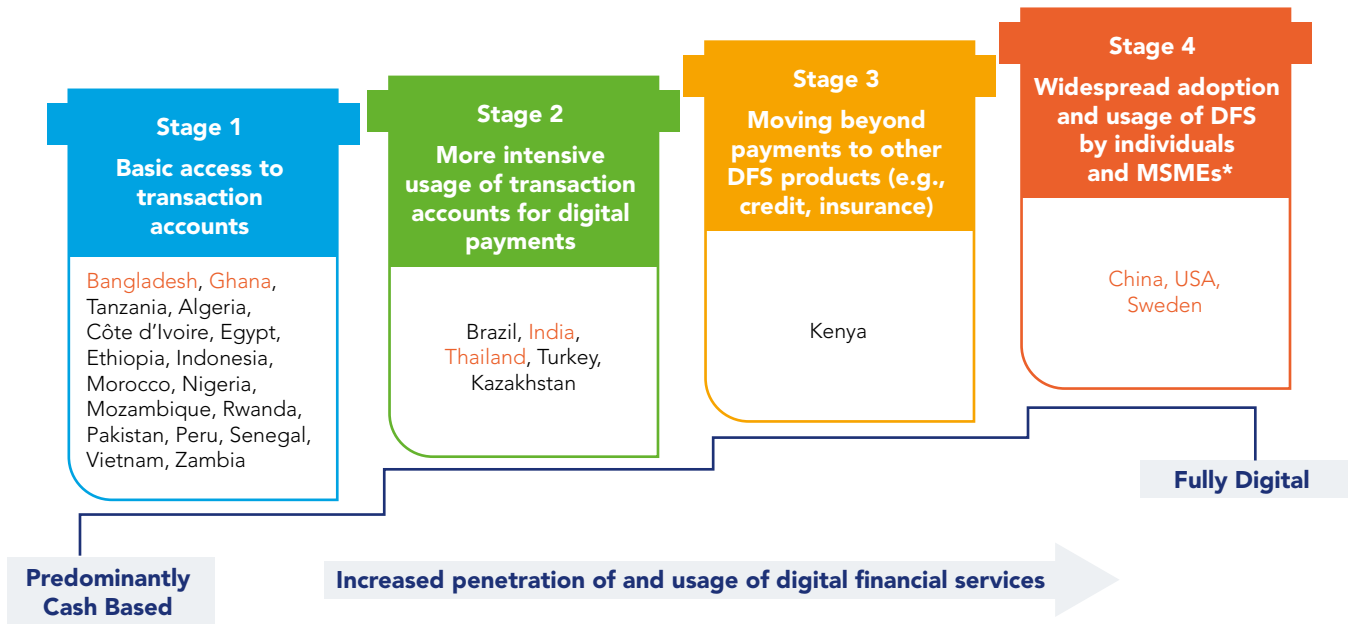 Stage 1
Basic access to
transaction
accounts
Bangladesh, Ghana,
Tanzania, Algeria,
Côte d’Ivoire, Egypt,
Ethiopia, Indonesia,
Morocco, Nigeria,
Mozambique, Rwanda,
Pakistan, Peru, Senegal,
Vietnam, Zambia
Stage 2
More intensive
usage of transaction
accounts for digital
payments
Brazil, India,
Thailand, Turkey,
Kazakhstan
Stage 3
Moving beyond
payments to other
DFS products (e.g.,
credit, insurance)
Kenya
Stage 4
Widespread adoption
and usage of DFS
by individuals
and MSMEs*
China, USA,
Sweden
Fully Digital
Predominantly
Cash Based
Increased penetration of and usage of digital financial services